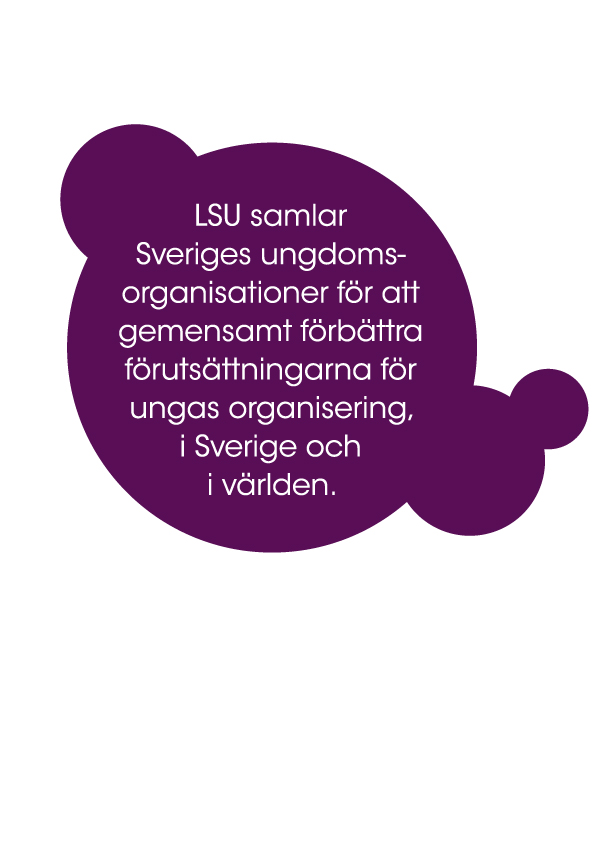 LSU samlar
Sveriges ungdoms-
organisationer för att
gemensamt förbättra
förutsättningarna för
ungas organisering,
i Sverige och
i världen.